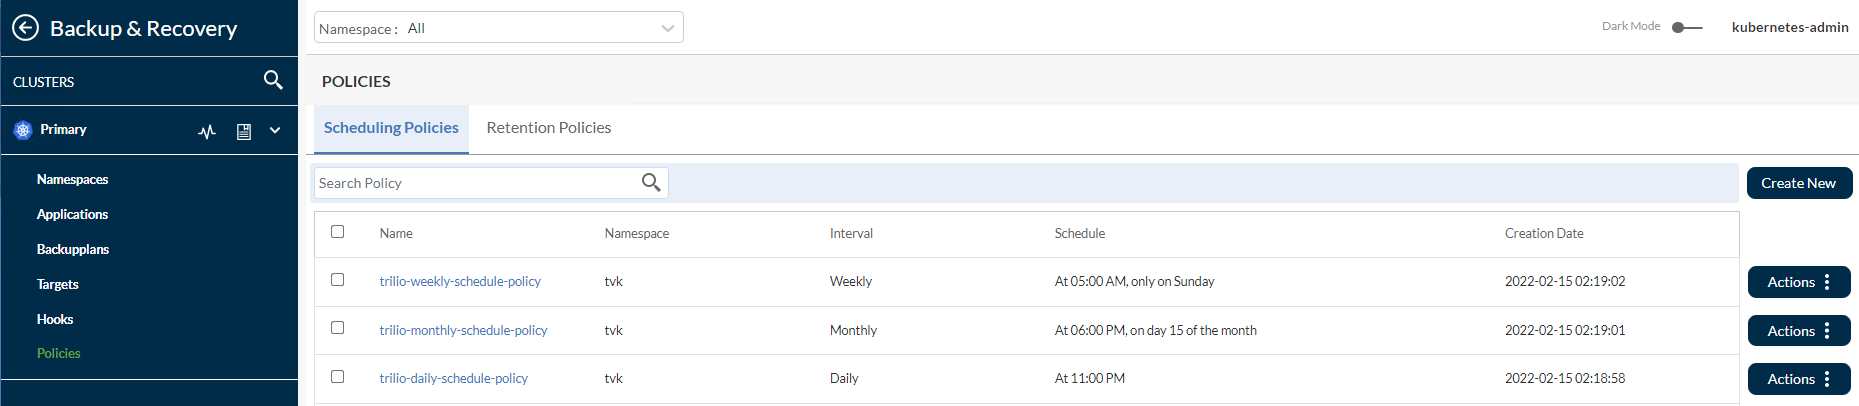 Backup & Recovery
Namespace : All
Dark Mode
kubernetes-admin
CLUSTERS
POLICIES
Primary
Scheduling Policies
Retention Policies
Namespaces
Applications
Backupplans
Targets
Hooks
Policies
Search Policy
Create New
Name Namespace Interval Schedule Creation Date
trilio-weekly-schedule-policy tvk Weekly At 05:00 AM, only on Sunday 2022-02-15 02:19:02 Actions
trilio-monthly-schedule-policy tvk Monthly At 06:00 PM, on day 15 of the month 2022-02-15 02:19:01 Actions
trilio-daily-schedule-policy tvk Daily At 11:00 PM 2022-02-15 02:18:58 Actions